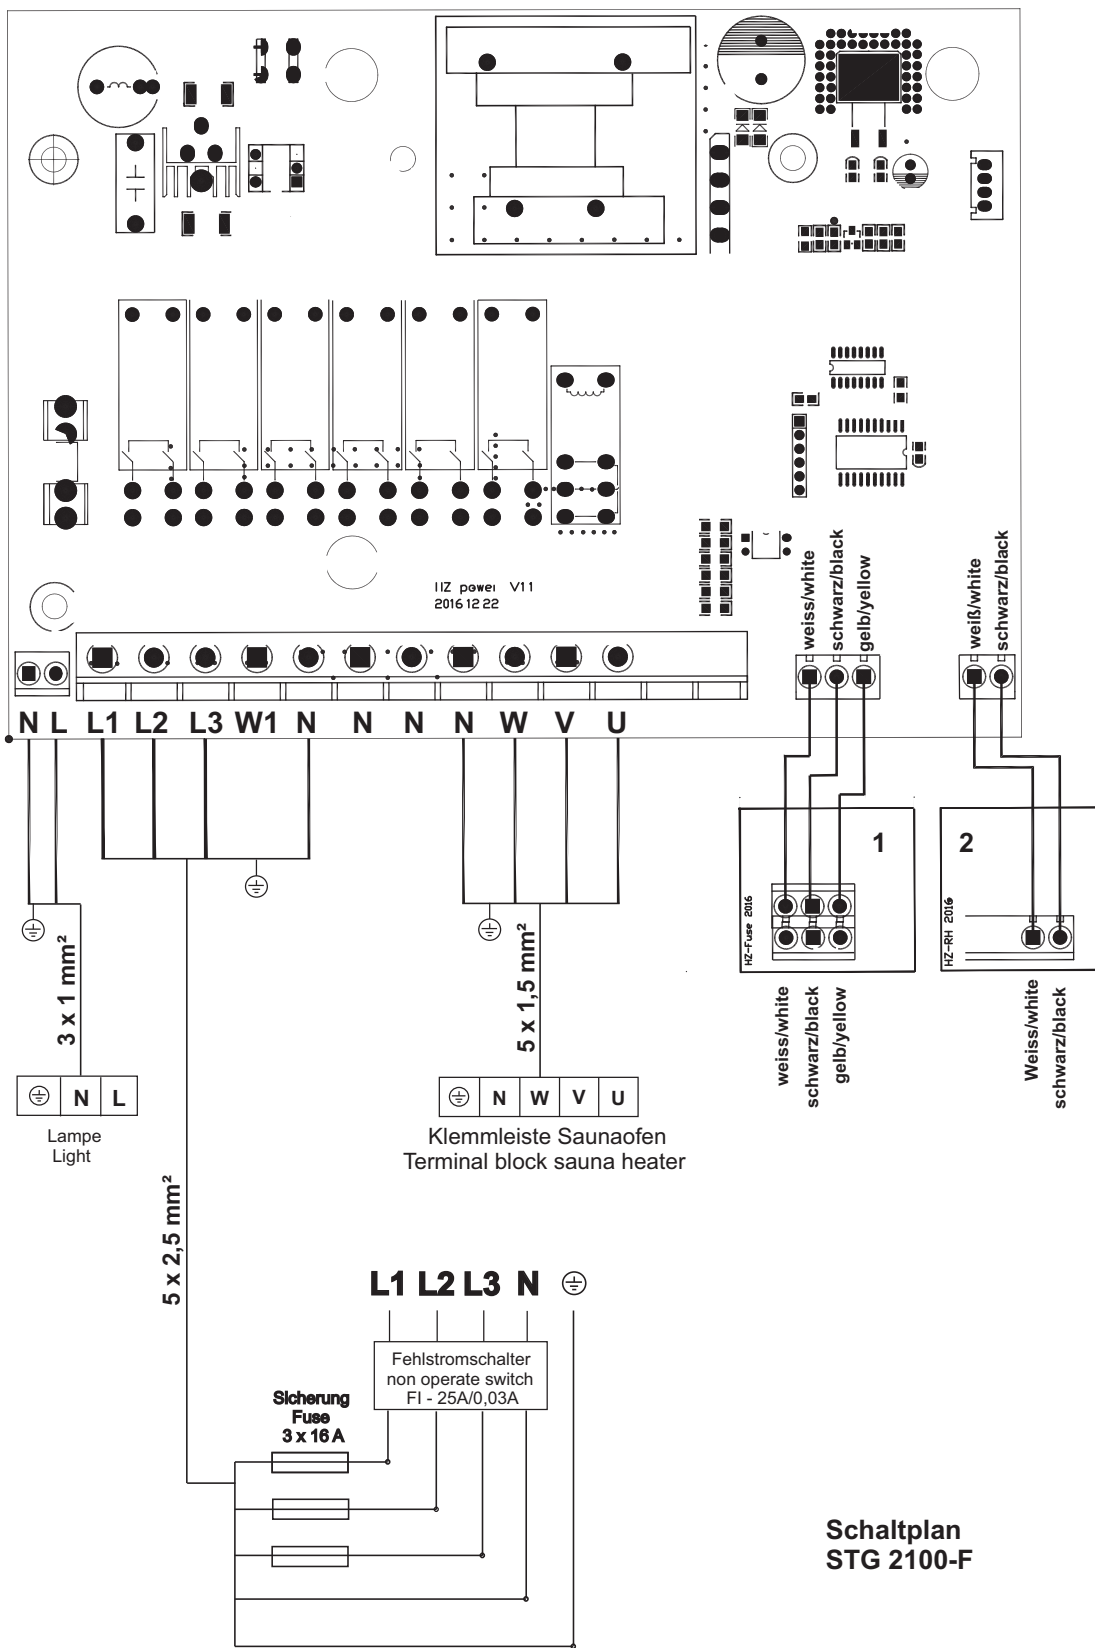 IIZ power V11
2016 12 22
weiss/white
schwarz/black
gelb/yellow
weiß/white
schwarz/black
N L L1 L2 L3 W1 N N N N W V U
1
2
HZ-Fuse 2016
HZ-RH 2016
weiss/white
schwarz/black
gelb/yellow
Weiss/white
schwarz/black
3 x 1 mm²
5 x 1,5 mm²
N L
Lampe
Light
N W V U
Klemmleiste Saunaofen
Terminal block sauna heater
5 x 2,5 mm²
L1 L2 L3 N
Fehlstromschalter
non operate switch
FI - 25A/0,03A
Sicherung
Fuse
3 x 16 A
Schaltplan
STG 2100-F